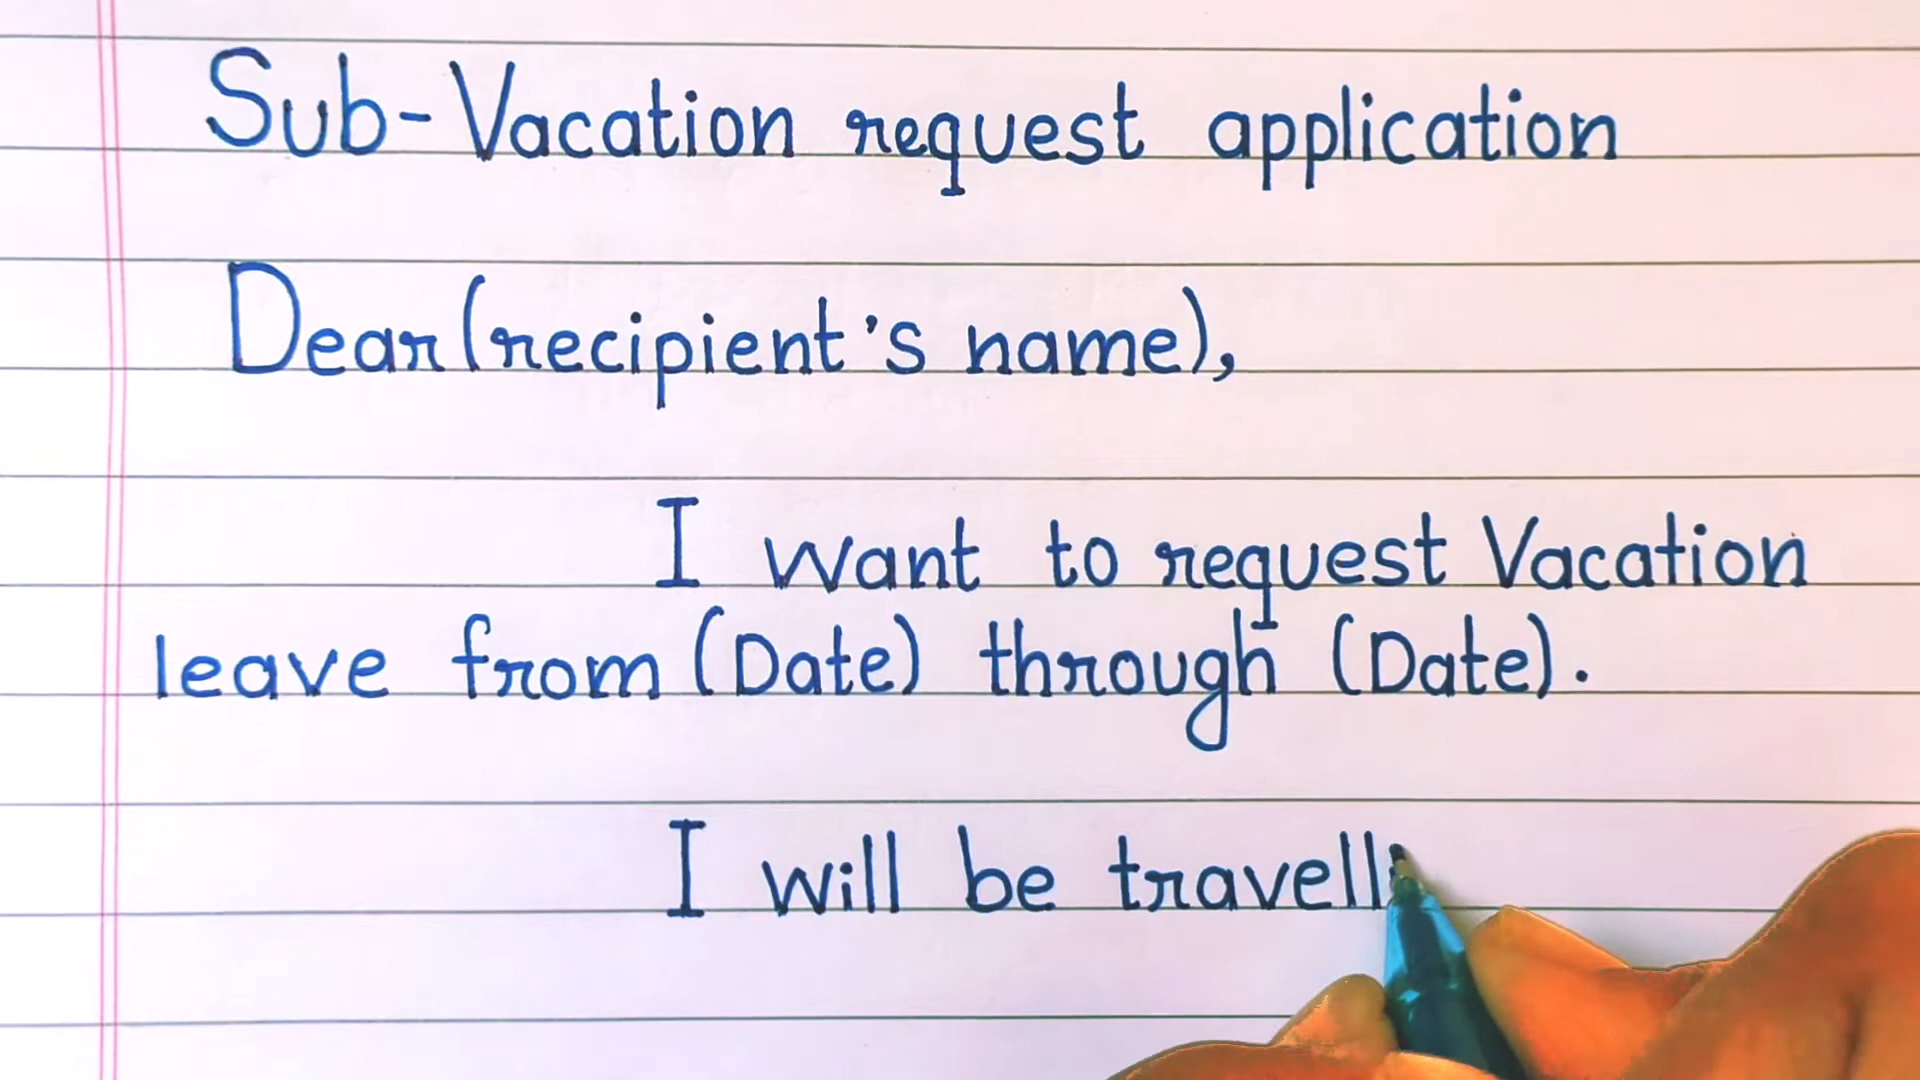 Sub-Vacation request application
Dear (recipient's name),
I want to request Vacation
leave from (Date) through (Date).
I will be travell